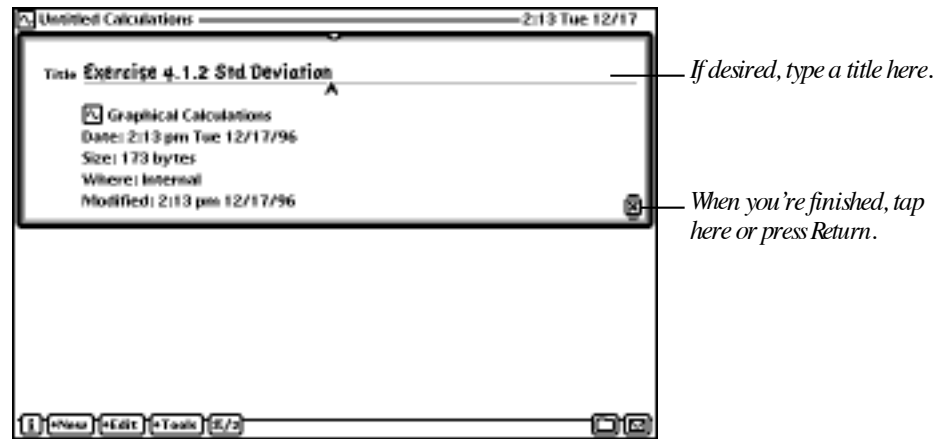 Untitled Calculations 2:13 Tue 12/17
Title Exercise 4.1.2 Std Deviation
If desired, type a title here.
Graphical Calculations
Date: 2:13 pm Tue 12/17/96
Size: 173 bytes
Where: Internal
Modified: 2:13 pm 12/17/96
When you're finished, tap
here or press Return.
i New Edit Tools